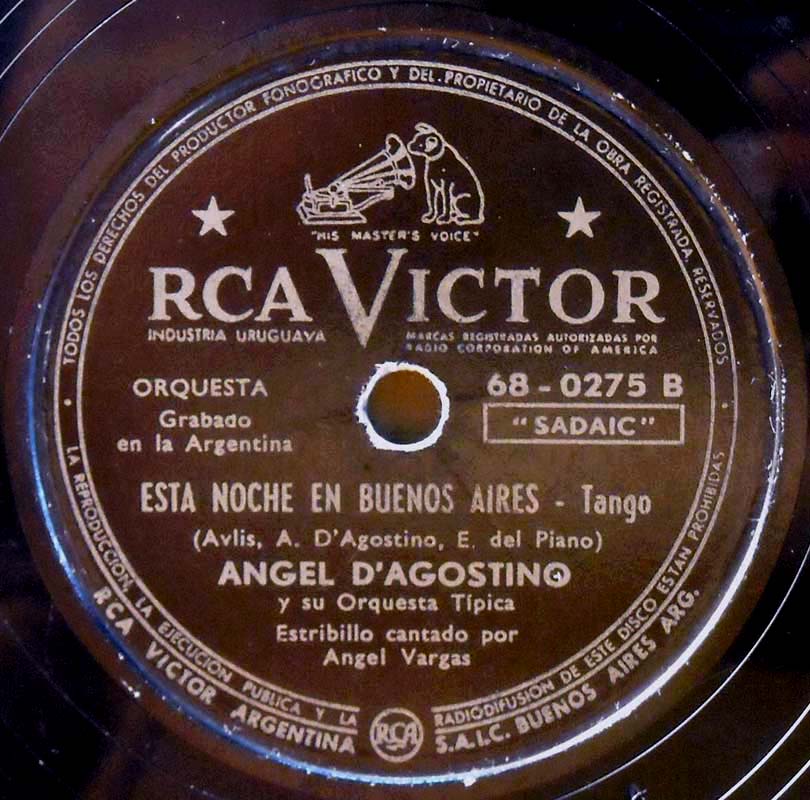 TODOS LOS DERECHOS DEL PRODUCTOR FONOGRAFICO Y DEL PROPIETARIO DE LA OBRA REGISTRADA, RESERVADOS
"HIS MASTER'S VOICE"
RCA VICTOR
INDUSTRIA URUGUAYA
MARCAS REGISTRADAS AUTORIZADAS POR
RADIO CORPORATION OF AMERICA
ORQUESTA
Grabado
en la Argentina
68-0275 B
"SADAIC"
ESTA NOCHE EN BUENOS AIRES - Tango
(Avlis, A. D'Agostino, E. del Piano)
ANGEL D'AGOSTINO
y su Orquesta Típica
Estribillo cantado por
Angel Vargas
LA REPRODUCCION, LA EJECUCION PUBLICA Y LA RADIODIFUSION DE ESTE DISCO ESTAN PROHIBIDAS
RCA VICTOR ARGENTINA RCA S.A.I.C. BUENOS AIRES ARG.